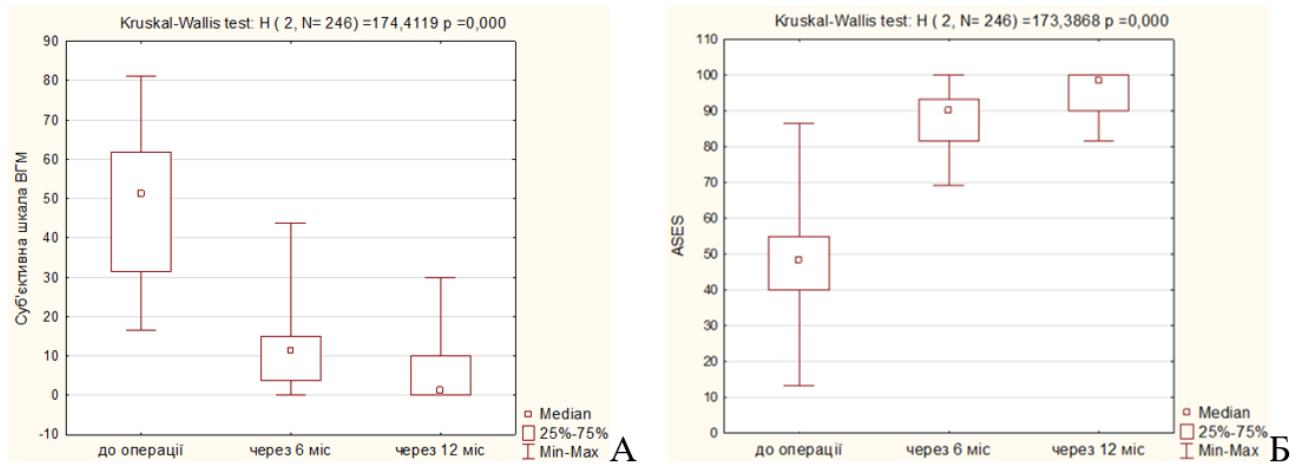 Kruskal-Wallis test: H ( 2, N= 246) =174,4119 p =0,000
Суб'єктивна шкала ВГМ
90
80
70
60
50
40
30
20
10
0
-10
до операції
через 6 міс
через 12 міс
Median
25%-75%
Min-Max
А
Kruskal-Wallis test: H ( 2, N= 246) =173,3868 p =0,000
ASES
110
100
90
80
70
60
50
40
30
20
10
0
до операції
через 6 міс
через 12 міс
Median
25%-75%
Min-Max
Б